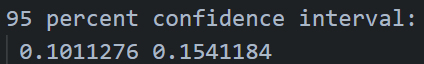 95 percent confidence interval:
0.1011276 0.1541184